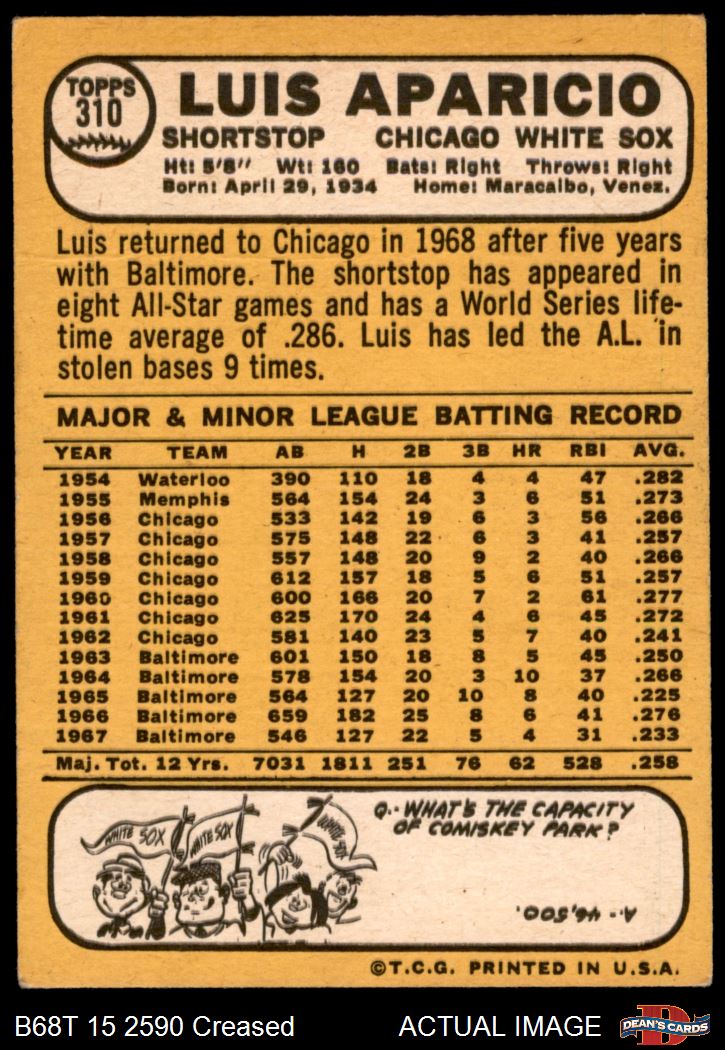 TOPPS
310
LUIS APARICIO
SHORTSTOP CHICAGO WHITE SOX
Ht: 5'8" Wt: 160 Bats: Right Throws: Right
Born: April 29, 1934 Home: Maracaibo, Venez.
Luis returned to Chicago in 1968 after five years
with Baltimore. The shortstop has appeared in
eight All-Star games and has a World Series life-
time average of .286. Luis has led the A.L. in
stolen bases 9 times.
MAJOR & MINOR LEAGUE BATTING RECORD
YEAR TEAM AB H 2B 3B HR RBI AVG.
1954 Waterloo 390 110 18 4 4 47 .282
1955 Memphis 564 154 24 3 6 51 .273
1956 Chicago 533 142 19 6 3 56 .266
1957 Chicago 575 148 22 6 3 41 .257
1958 Chicago 557 148 20 9 2 40 .266
1959 Chicago 612 157 18 5 6 51 .257
1960 Chicago 600 166 20 7 2 61 .277
1961 Chicago 625 170 24 4 6 45 .272
1962 Chicago 581 140 23 5 7 40 .241
1963 Baltimore 601 150 18 8 5 45 .250
1964 Baltimore 578 154 20 3 10 37 .266
1965 Baltimore 564 127 20 10 8 40 .225
1966 Baltimore 659 182 25 8 6 41 .276
1967 Baltimore 546 127 22 5 4 31 .233
Maj. Tot. 12 Yrs. 7031 1811 251 76 62 528 .258
WHITE SOX
WHITE SOX
WHITE SOX
Q.- WHAT'S THE CAPACITY
OF COMISKEY PARK?
A.- 46,500.
©T.C.G. PRINTED IN U.S.A.
B68T 15 2590 Creased ACTUAL IMAGE
D
DEAN'S CARDS